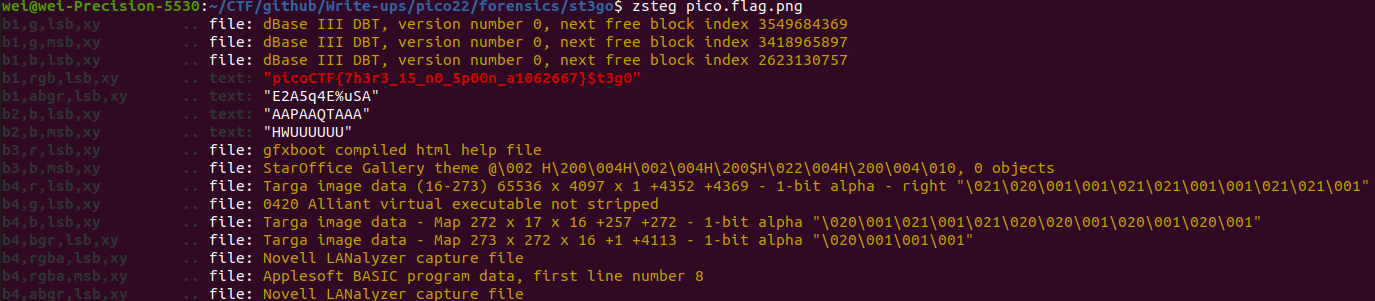 wei@wei-Precision-5530:~/CTF/github/Write-ups/pico22/forensics/st3go$ zsteg pico.flag.png
b1,g,lsb,xy .. file: dBase III DBT, version number 0, next free block index 3549684369
b1,g,msb,xy .. file: dBase III DBT, version number 0, next free block index 3418965897
b1,b,lsb,xy .. file: dBase III DBT, version number 0, next free block index 2623130757
b1,rgb,lsb,xy .. text: "picoCTF{7h3r3_15_n0_5p00n_a1062667}$t3g0"
b1,abgr,lsb,xy .. text: "E2A5q4E%uSA"
b2,b,lsb,xy .. text: "AAPAAQTAAA"
b2,b,msb,xy .. text: "HWUUUUUU"
b3,r,lsb,xy .. file: gfxboot compiled html help file
b3,b,msb,xy .. file: StarOffice Gallery theme @\002 H\200\004H\002\004H\200$H\022\004H\200\004\010, 0 objects
b4,r,lsb,xy .. file: Targa image data (16-273) 65536 x 4097 x 1 +4352 +4369 - 1-bit alpha - right "\021\020\001\001\021\021\001\001\021\021\001"
b4,g,lsb,xy .. file: 0420 Alliant virtual executable not stripped
b4,b,lsb,xy .. file: Targa image data - Map 272 x 17 x 16 +257 +272 - 1-bit alpha "\020\001\021\001\021\020\020\001\020\001\020\001"
b4,bgr,lsb,xy .. file: Targa image data - Map 273 x 272 x 16 +1 +4113 - 1-bit alpha "\020\001\001\001"
b4,rgba,lsb,xy .. file: Novell LANalyzer capture file
b4,rgba,msb,xy .. file: Applesoft BASIC program data, first line number 8
b4,abgr,lsb,xy .. file: Novell LANalyzer capture file